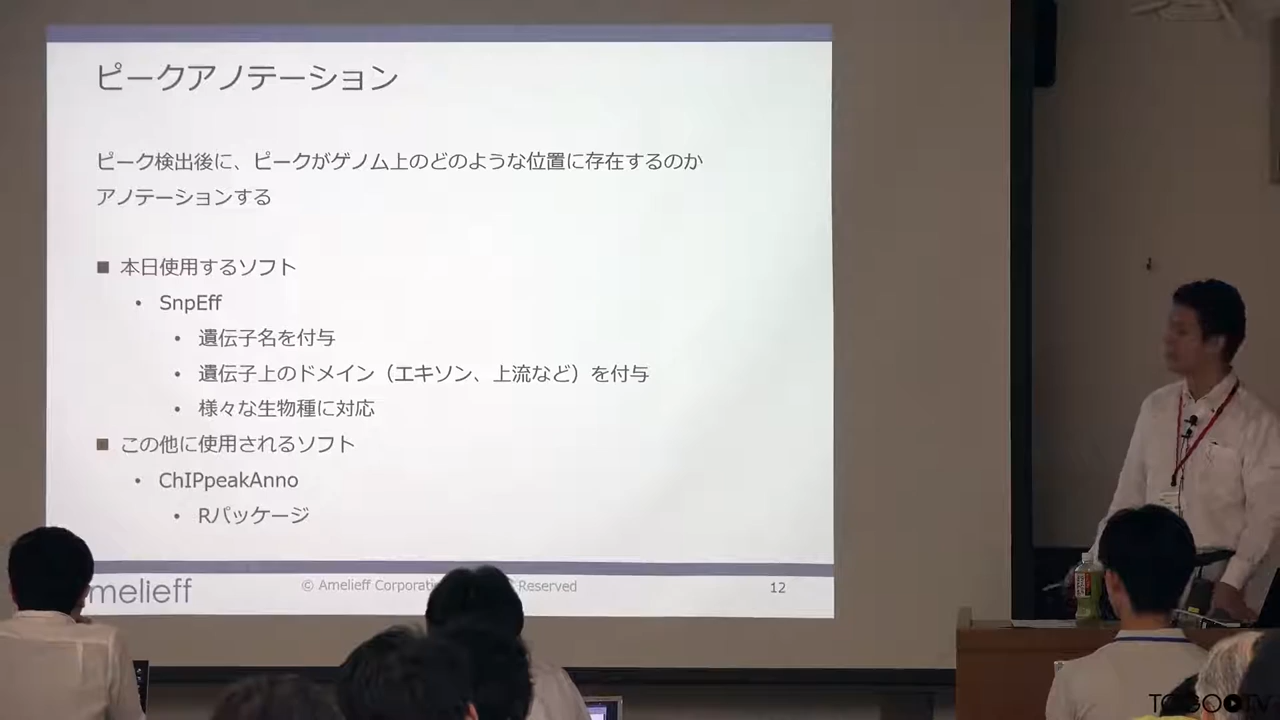 ピークアノテーション
ピーク検出後に、ピークがゲノム上のどのような位置に存在するのか
アノテーションする
■ 本日使用するソフト
• SnpEff
• 遺伝子名を付与
• 遺伝子上のドメイン（エキソン、上流など）を付与
• 様々な生物種に対応
■ この他に使用されるソフト
• ChIPpeakAnno
• Rパッケージ
melieff
© Amelieff Reserved
12
TOGOTV